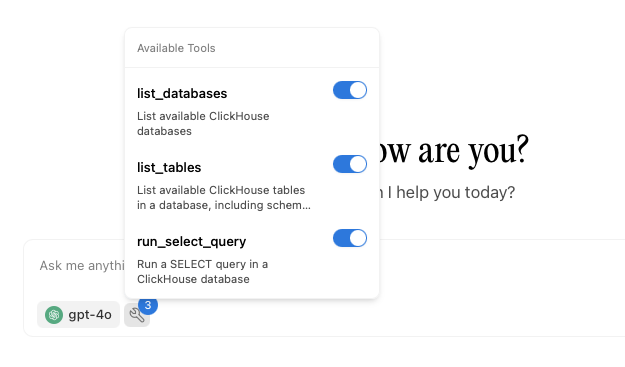 Available Tools
list_databases
List available ClickHouse
databases
list_tables
List available ClickHouse tables
in a database, including schem...
run_select_query
Run a SELECT query in a
ClickHouse database
ow are you?
I help you today?
Ask me anythi
gpt-4o
3